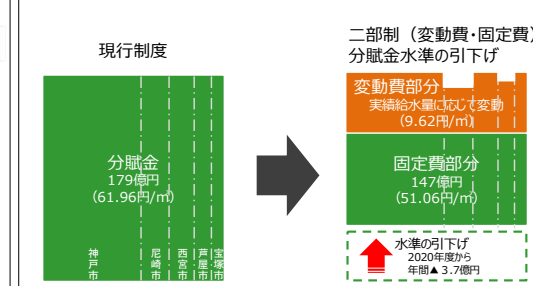 現行制度
分賦金
179億円
(61.96円/㎥)
神戸市
尼崎市
西宮市
芦屋市
宝塚市
二部制（変動費・固定費）
分賦金水準の引下げ
変動費部分
実績給水量に応じて変動
(9.62円/㎥)
固定費部分
147億円
(51.06円/㎥)
水準の引下げ
2020年度から
年間▲3.7億円